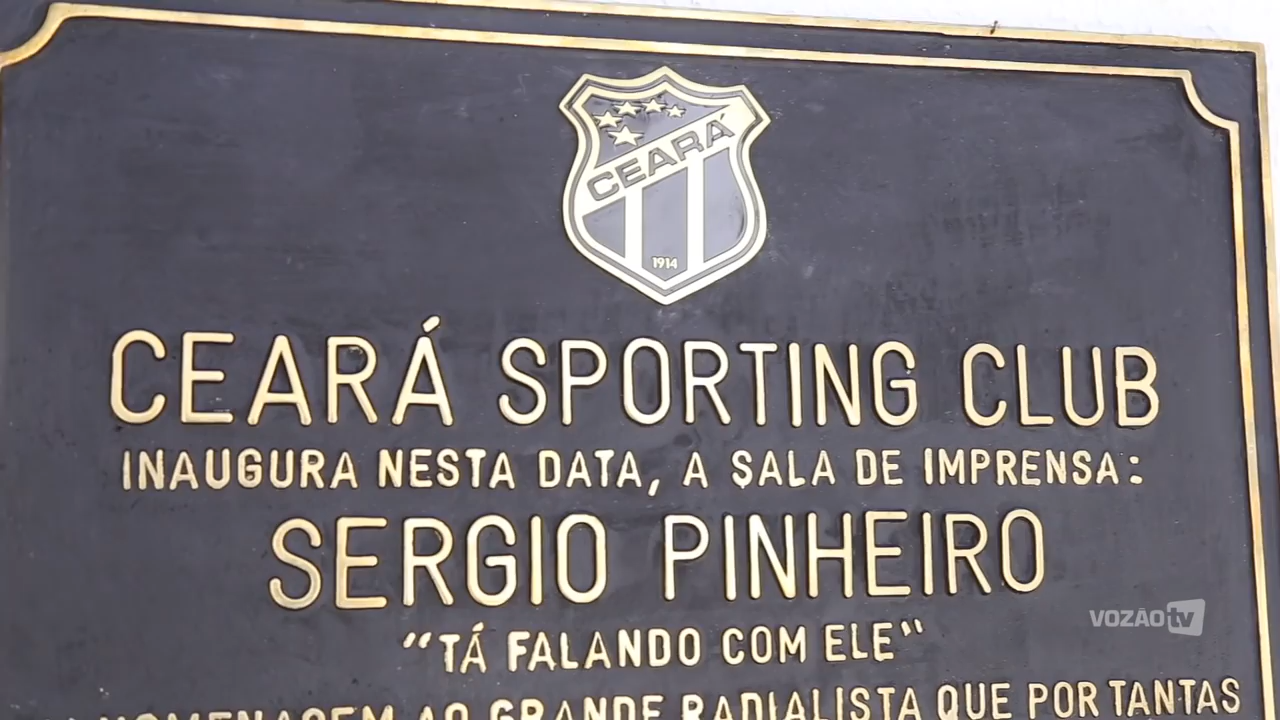 CEARÁ
1914
CEARÁ SPORTING CLUB
INAUGURA NESTA DATA, A SALA DE IMPRENSA:
SERGIO PINHEIRO
"TÁ FALANDO COM ELE"
HOMENAGEM AO GRANDE RADIALISTA QUE POR TANTAS
VOZÃO tv